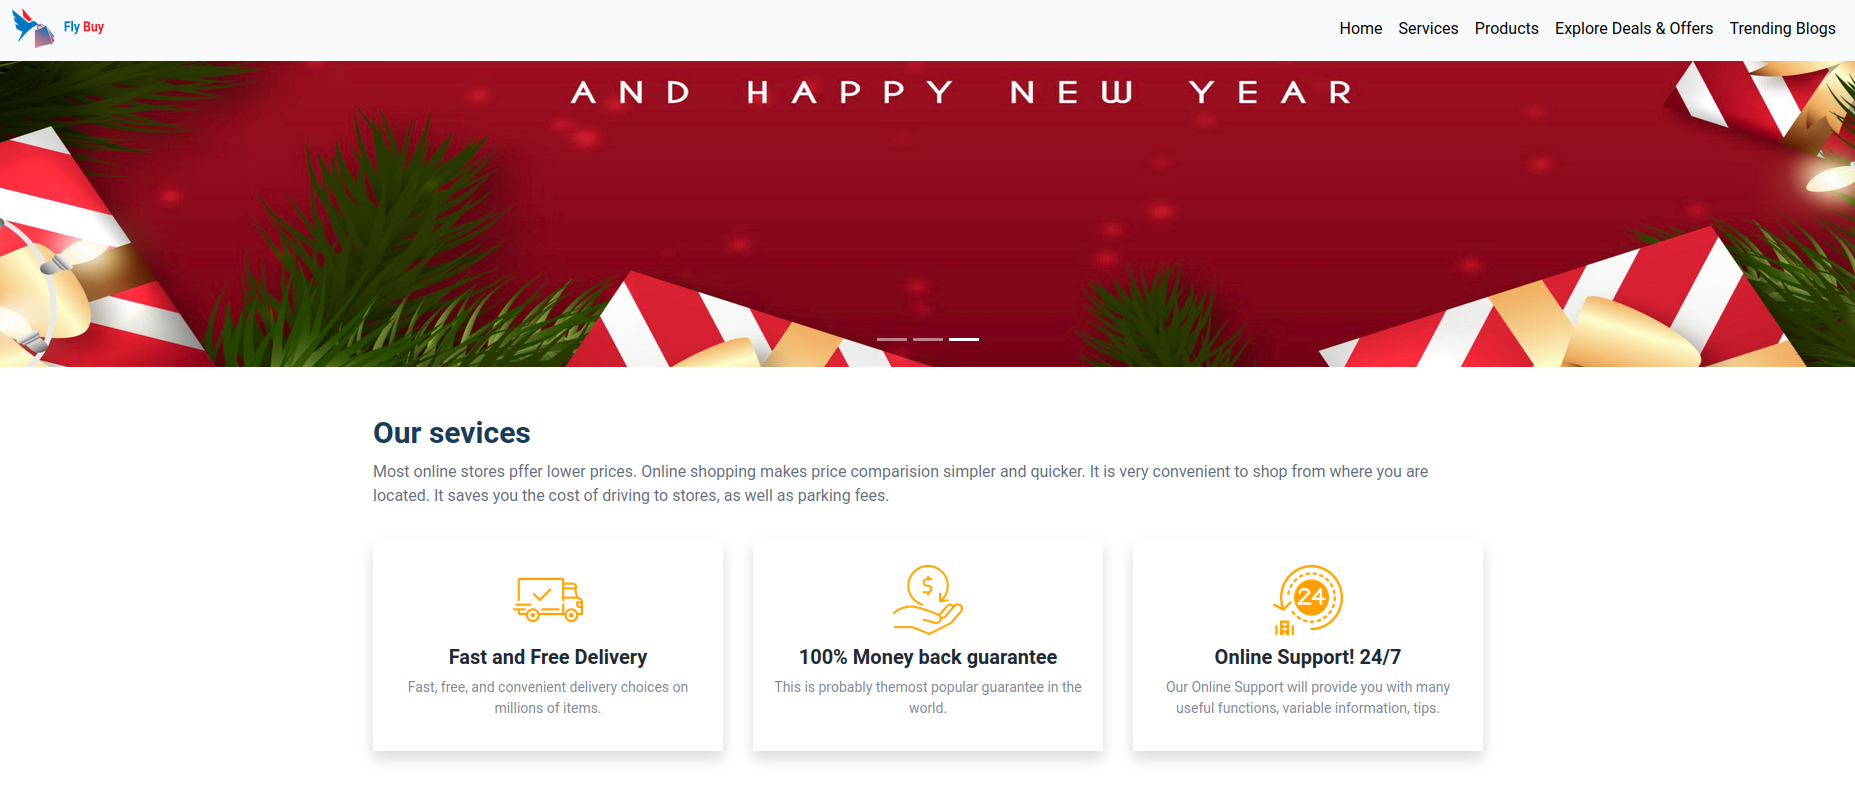 Fly Buy
Home Services Products Explore Deals & Offers Trending Blogs
AND HAPPY NEW YEAR
Our sevices
Most online stores pffer lower prices. Online shopping makes price comparision simpler and quicker. It is very convenient to shop from where you are
located. It saves you the cost of driving to stores, as well as parking fees.
$
24
Fast and Free Delivery
100% Money back guarantee
Online Support! 24/7
Fast, free, and convenient delivery choices on
millions of items.
This is probably themost popular guarantee in the
world.
Our Online Support will provide you with many
useful functions, variable information, tips.